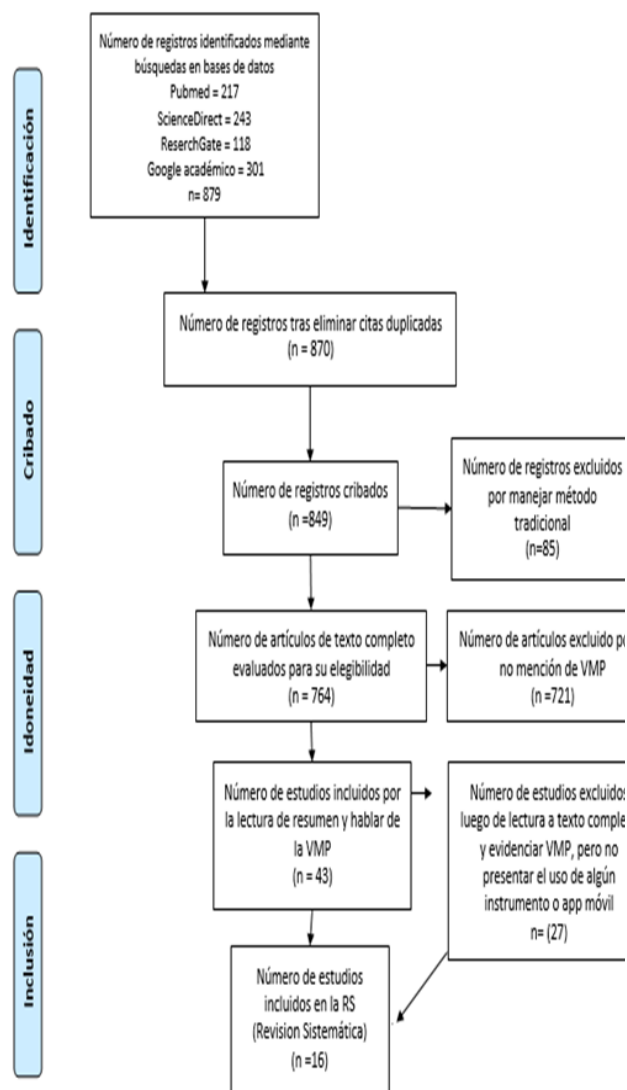 Identificación
Número de registros identificados mediante
búsquedas en bases de datos
Pubmed = 217
ScienceDirect = 243
ReserchGate = 118
Google académico = 301
n= 879
Número de registros tras eliminar citas duplicadas
(n = 870)
Cribado
Número de registros cribados
(n =849)
Número de registros excluidos
por manejar método
tradicional
(n=85)
Idoneidad
Número de artículos de texto completo
evaluados para su elegibilidad
(n = 764)
Número de artículos excluido
no mención de VMP
(n =721)
Número de estudios incluidos por
la lectura de resumen y hablar de
la VMP
(n = 43)
Número de estudios excluidos
luego de lectura a texto
y evidenciar VMP, pero no
presentar el uso de algún
instrumento o app móvil
n= (27)
Inclusión
Número de estudios
incluidos en la RS
(Revision Sistemática)
(n =16)